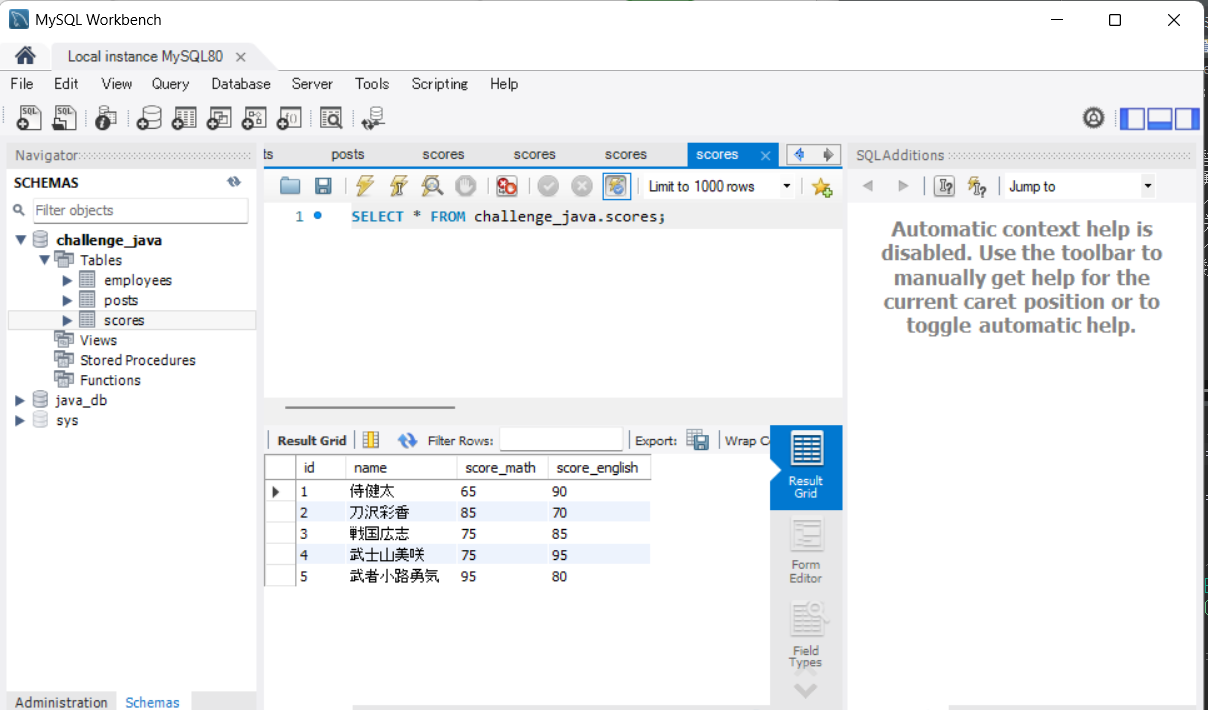 MySQL Workbench
Local instance MySQL80
File Edit View Query Database Server Tools Scripting Help
Navigator
SCHEMAS
Filter objects
challenge_java
Tables
employees
posts
scores
Views
Stored Procedures
Functions
java_db
sys
Administration Schemas
ts posts scores scores scores scores
Limit to 1000 rows
1 SELECT * FROM challenge_java.scores;
Result Grid Filter Rows: Export: Wrap C
id name score_math score_english
1 侍健太 65 90
2 刀沢彩香 85 70
3 戦国広志 75 85
4 武士山美咲 75 95
5 武者小路勇気 95 80
Result
Grid
Form
Editor
Field
Types
SQLAdditions
Jump to
Automatic context help is
disabled. Use the toolbar to
manually get help for the
current caret position or to
toggle automatic help.